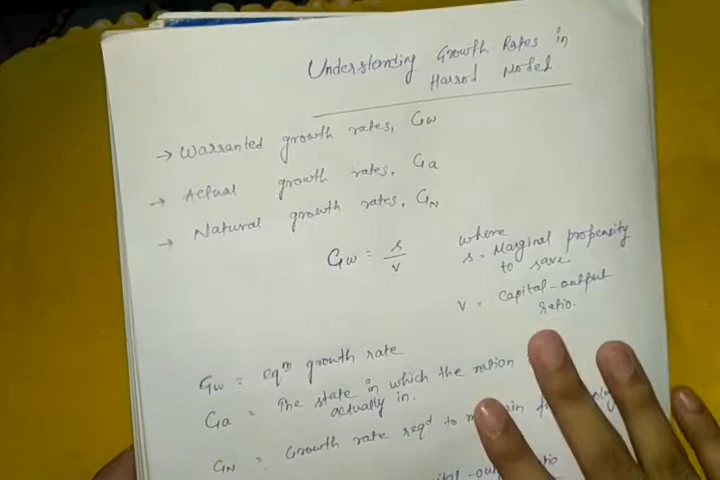 Understanding Growth Rates in
Harrod Model
→ Warranted growth rates, Gw
→ Actual growth rates, Ga
→ Natural growth rates, GN
Gw = s/v
where
s = Marginal propensity
to save
v = Capital-output
ratio.
Gw = eqm growth rate
Ga = The state in which the nation
actually in.
GN = Growth rate reqd to